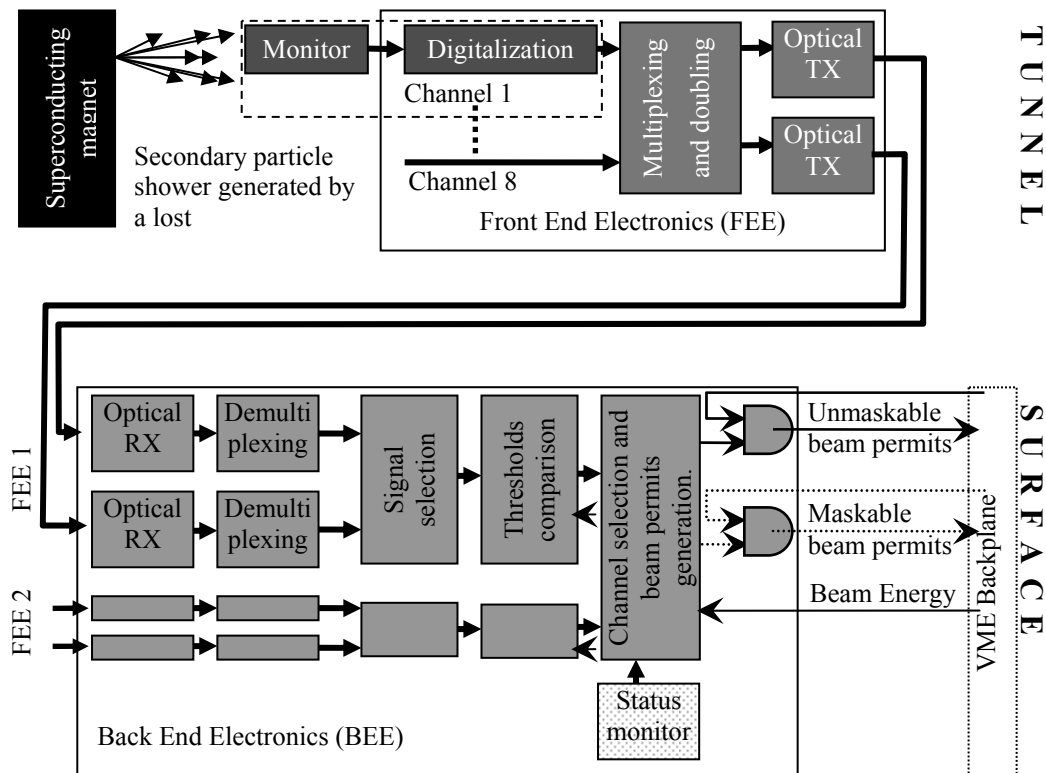 Superconducting
magnet
Monitor
Digitalization
Channel 1
Channel 8
Secondary particle
shower generated by
a lost
Multiplexing
and doubling
Optical
TX
Optical
TX
Front End Electronics (FEE)
TUNNEL
FEE 1
Optical
RX
Demulti
plexing
Optical
RX
Demulti
plexing
Signal
selection
Thresholds
comparison
Channel selection and
beam permits
generation.
Unmaskable
beam permits
Maskable
beam permits
Beam Energy
VME Backplane
SURFACE
FEE 2
Status
monitor
Back End Electronics (BEE)